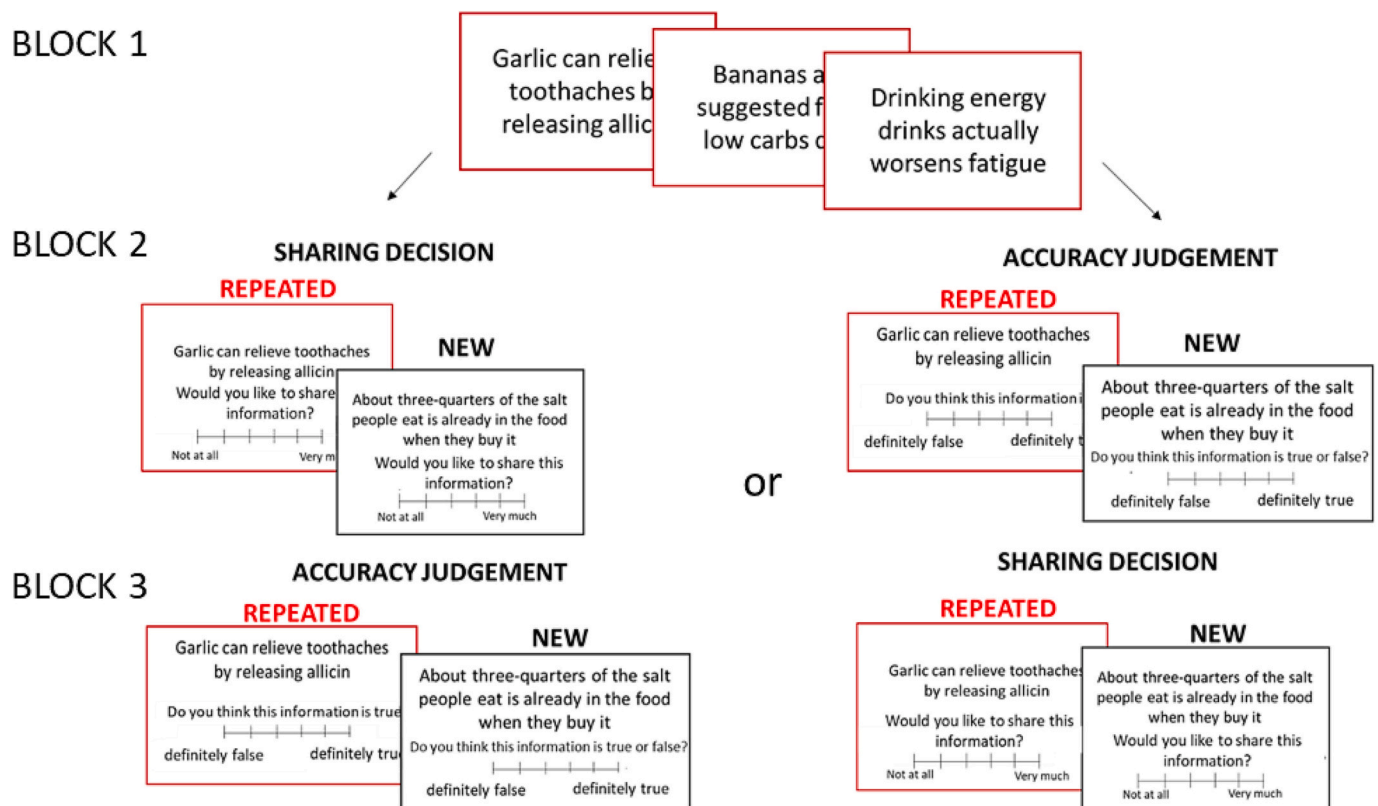 BLOCK 1
Garlic can relie
toothaches b
releasing allic
Bananas a
suggested f
low carbs
Drinking energy
drinks actually
worsens fatigue
BLOCK 2
SHARING DECISION
REPEATED
Garlic can relieve toothaches
by releasing allicin
Would you like to share
information?
Not at all
Very m
NEW
About three-quarters of the salt
people eat is already in the food
when they buy it
Would you like to share this
information?
Not at all
Very much
or
ACCURACY JUDGEMENT
REPEATED
Garlic can relieve toothaches
by releasing allicin
Do you think this information i
definitely false
definitely t
NEW
About three-quarters of the salt
people eat is already in the food
when they buy it
Do you think this information is true or false?
definitely false
definitely true
BLOCK 3
ACCURACY JUDGEMENT
REPEATED
Garlic can relieve toothaches
by releasing allicin
Do you think this information is true
definitely false
definitely true
NEW
About three-quarters of the salt
people eat is already in the food
when they buy it
Do you think this information is true or false?
definitely false
definitely true
SHARING DECISION
REPEATED
Garlic can relieve toothaches
by releasing allicin
Would you like to share this
information?
Not at all
Very much
NEW
About three-quarters of the salt
people eat is already in the food
when they buy it
Would you like to share this
information?
Not at all
Very much